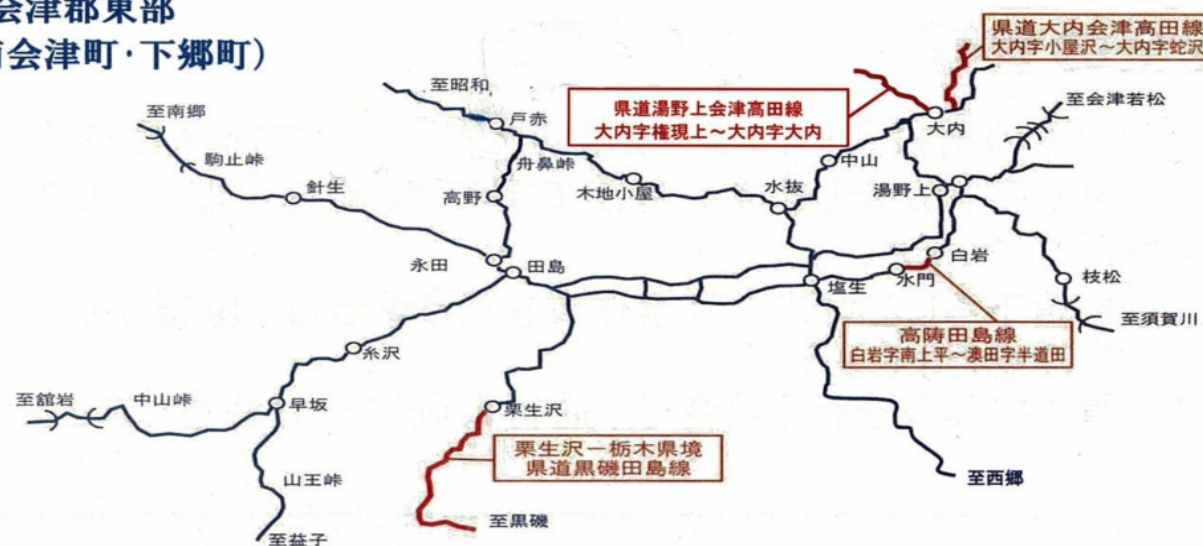 会津郡東部
南会津町・下郷町)
県道大内会津高田線
大内字小屋沢～大内字蛇沢
至昭和
至南郷
戸赤
県道湯野上会津高田線
大内字権現上～大内字大内
大内
至会津若松
駒止峠
舟鼻峠
中山
針生
高野
木地小屋
水抜
湯野上
永田
田島
白岩
塩生
水門
枝松
至須賀川
高陦田島線
白岩字南上平～澳田字半道田
糸沢
至舘岩
中山峠
早坂
栗生沢
栗生沢－栃木県境
県道黒磯田島線
山王峠
至西郷
至黒磯
至益子